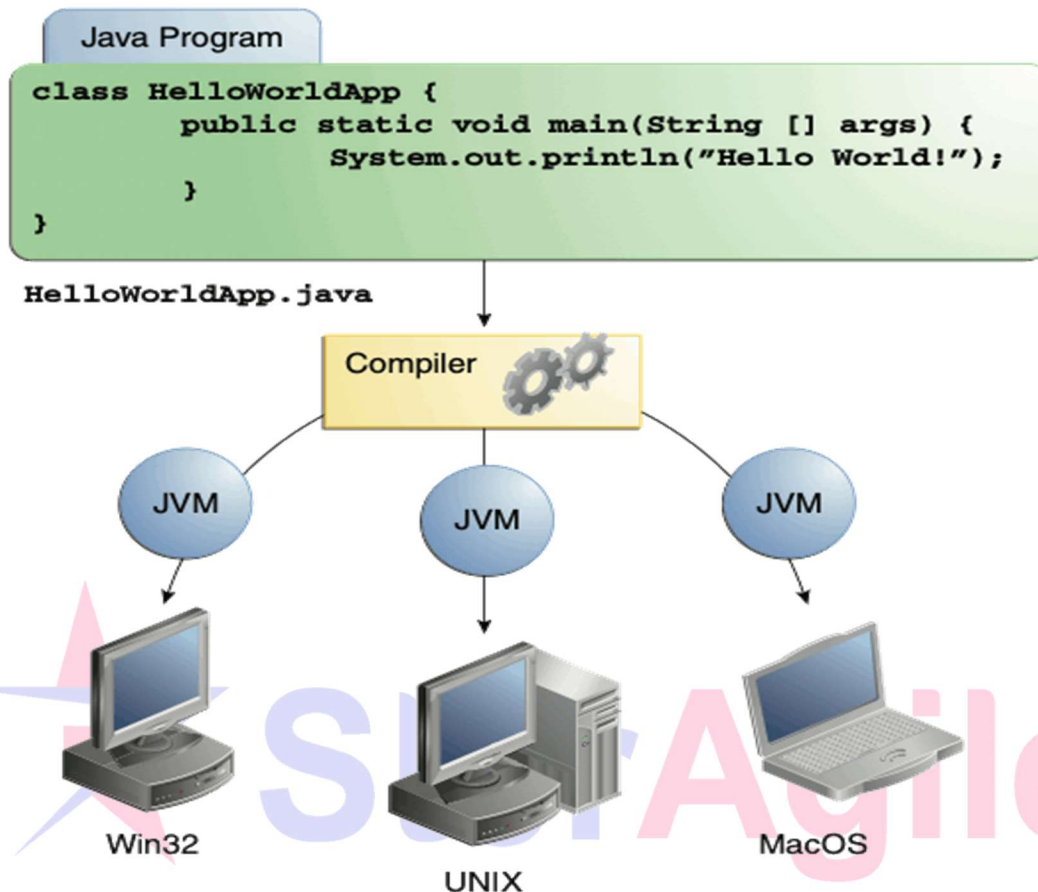 Java Program
class HelloWorldApp {
public static void main(String [] args) {
System.out.println(”Hello World!”);
}
}
HelloWorldApp.java
Compiler
JVM
JVM
JVM
StarAgile
Win32
UNIX
MacOS